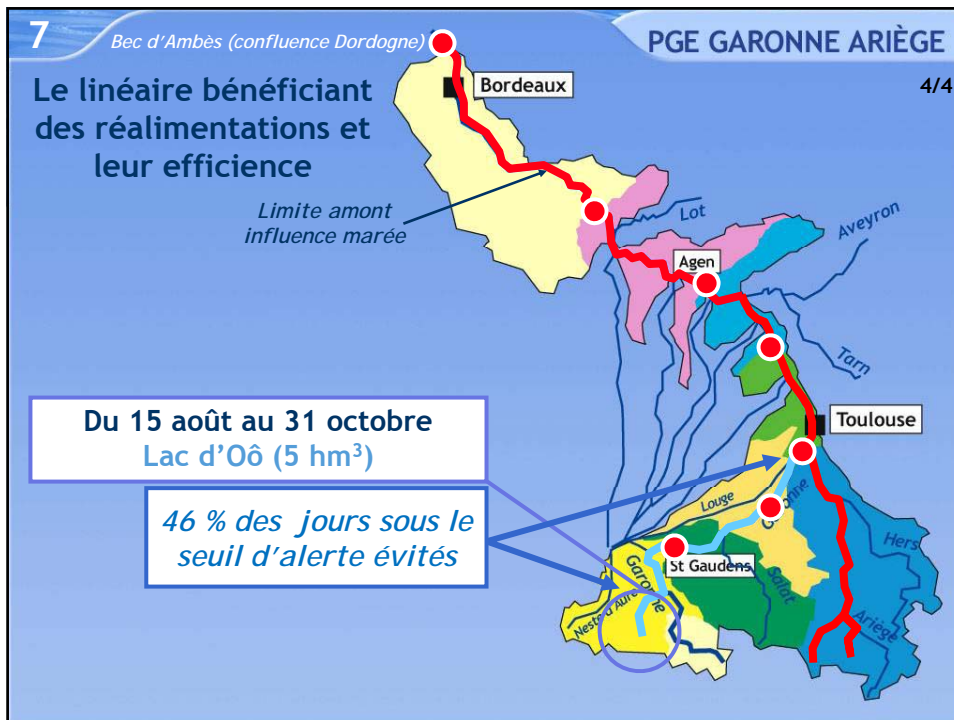 7
Bec d'Ambès (confluence Dordogne)
PGE GARONNE ARIÈGE
4/4
Le linéaire bénéficiant
des réalimentations et
leur efficience
Bordeaux
Limite amont
influence marée
Lot
Aveyron
Agen
Tarn
Toulouse
Du 15 août au 31 octobre
Lac d'Oô (5 hm³)
46 % des jours sous le
seuil d'alerte évités
Louge
Garonne
Hers
St Gaudens
Garonne
Salat
Neste d'Aure
Ariège